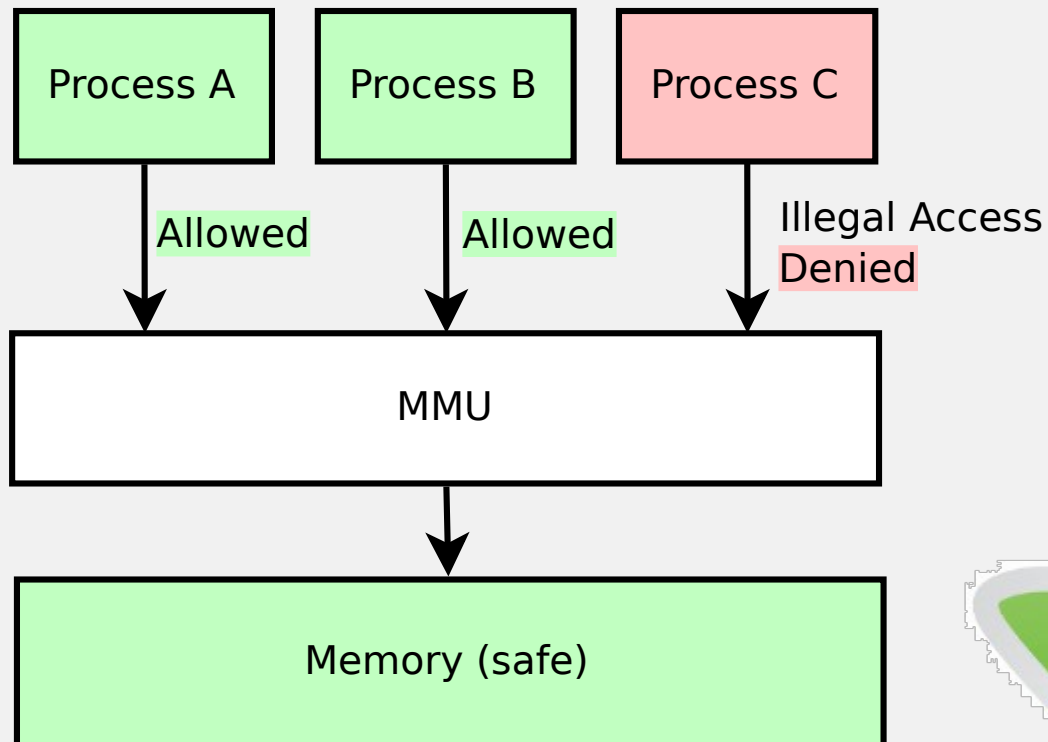 Process A
Process B
Process C
Allowed
Allowed
Illegal Access
Denied
MMU
Memory (safe)